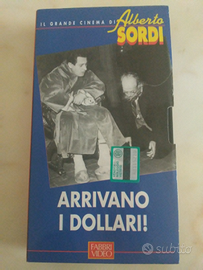 IL GRANDE CINEMA DI
Alberto
SORDI
ARRIVANO
I DOLLARI!
FABBRI
VIDEO
subito